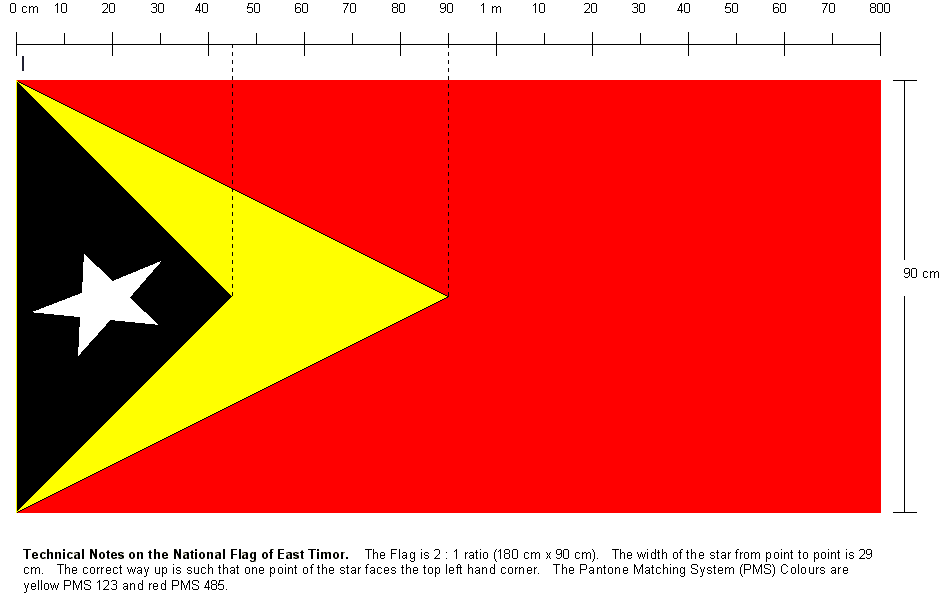 0 cm 10 20 30 40 50 60 70 80 90 1 m 10 20 30 40 50 60 70 800
90 cm
Technical Notes on the National Flag of East Timor. The Flag is 2 : 1 ratio (180 cm x 90 cm). The width of the star from point to point is 29
cm. The correct way up is such that one point of the star faces the top left hand corner. The Pantone Matching System (PMS) Colours are
yellow PMS 123 and red PMS 485.